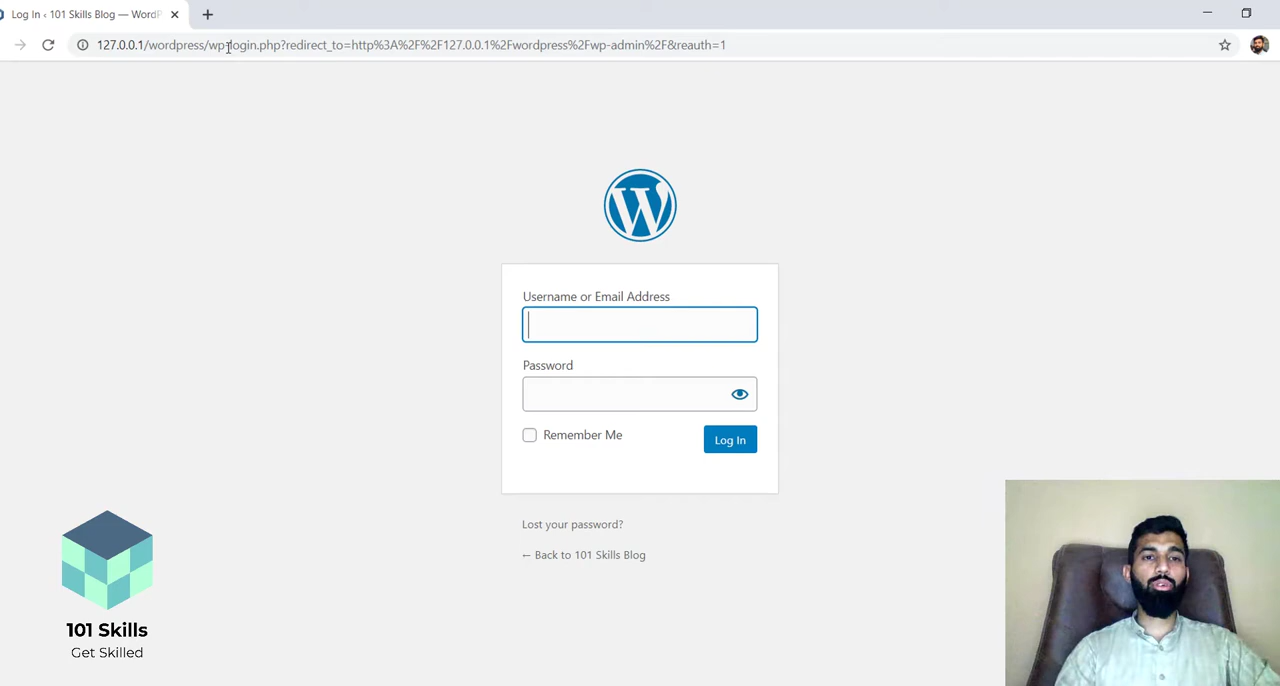 Log In ‹ 101 Skills Blog — WordP
127.0.0.1/wordpress/wp-login.php?redirect_to=http%3A%2F%2F127.0.0.1%2Fwordpress%2Fwp-admin%2F&reauth=1
Username or Email Address
Password
Remember Me
Log In
Lost your password?
← Back to 101 Skills Blog
101 Skills
Get Skilled